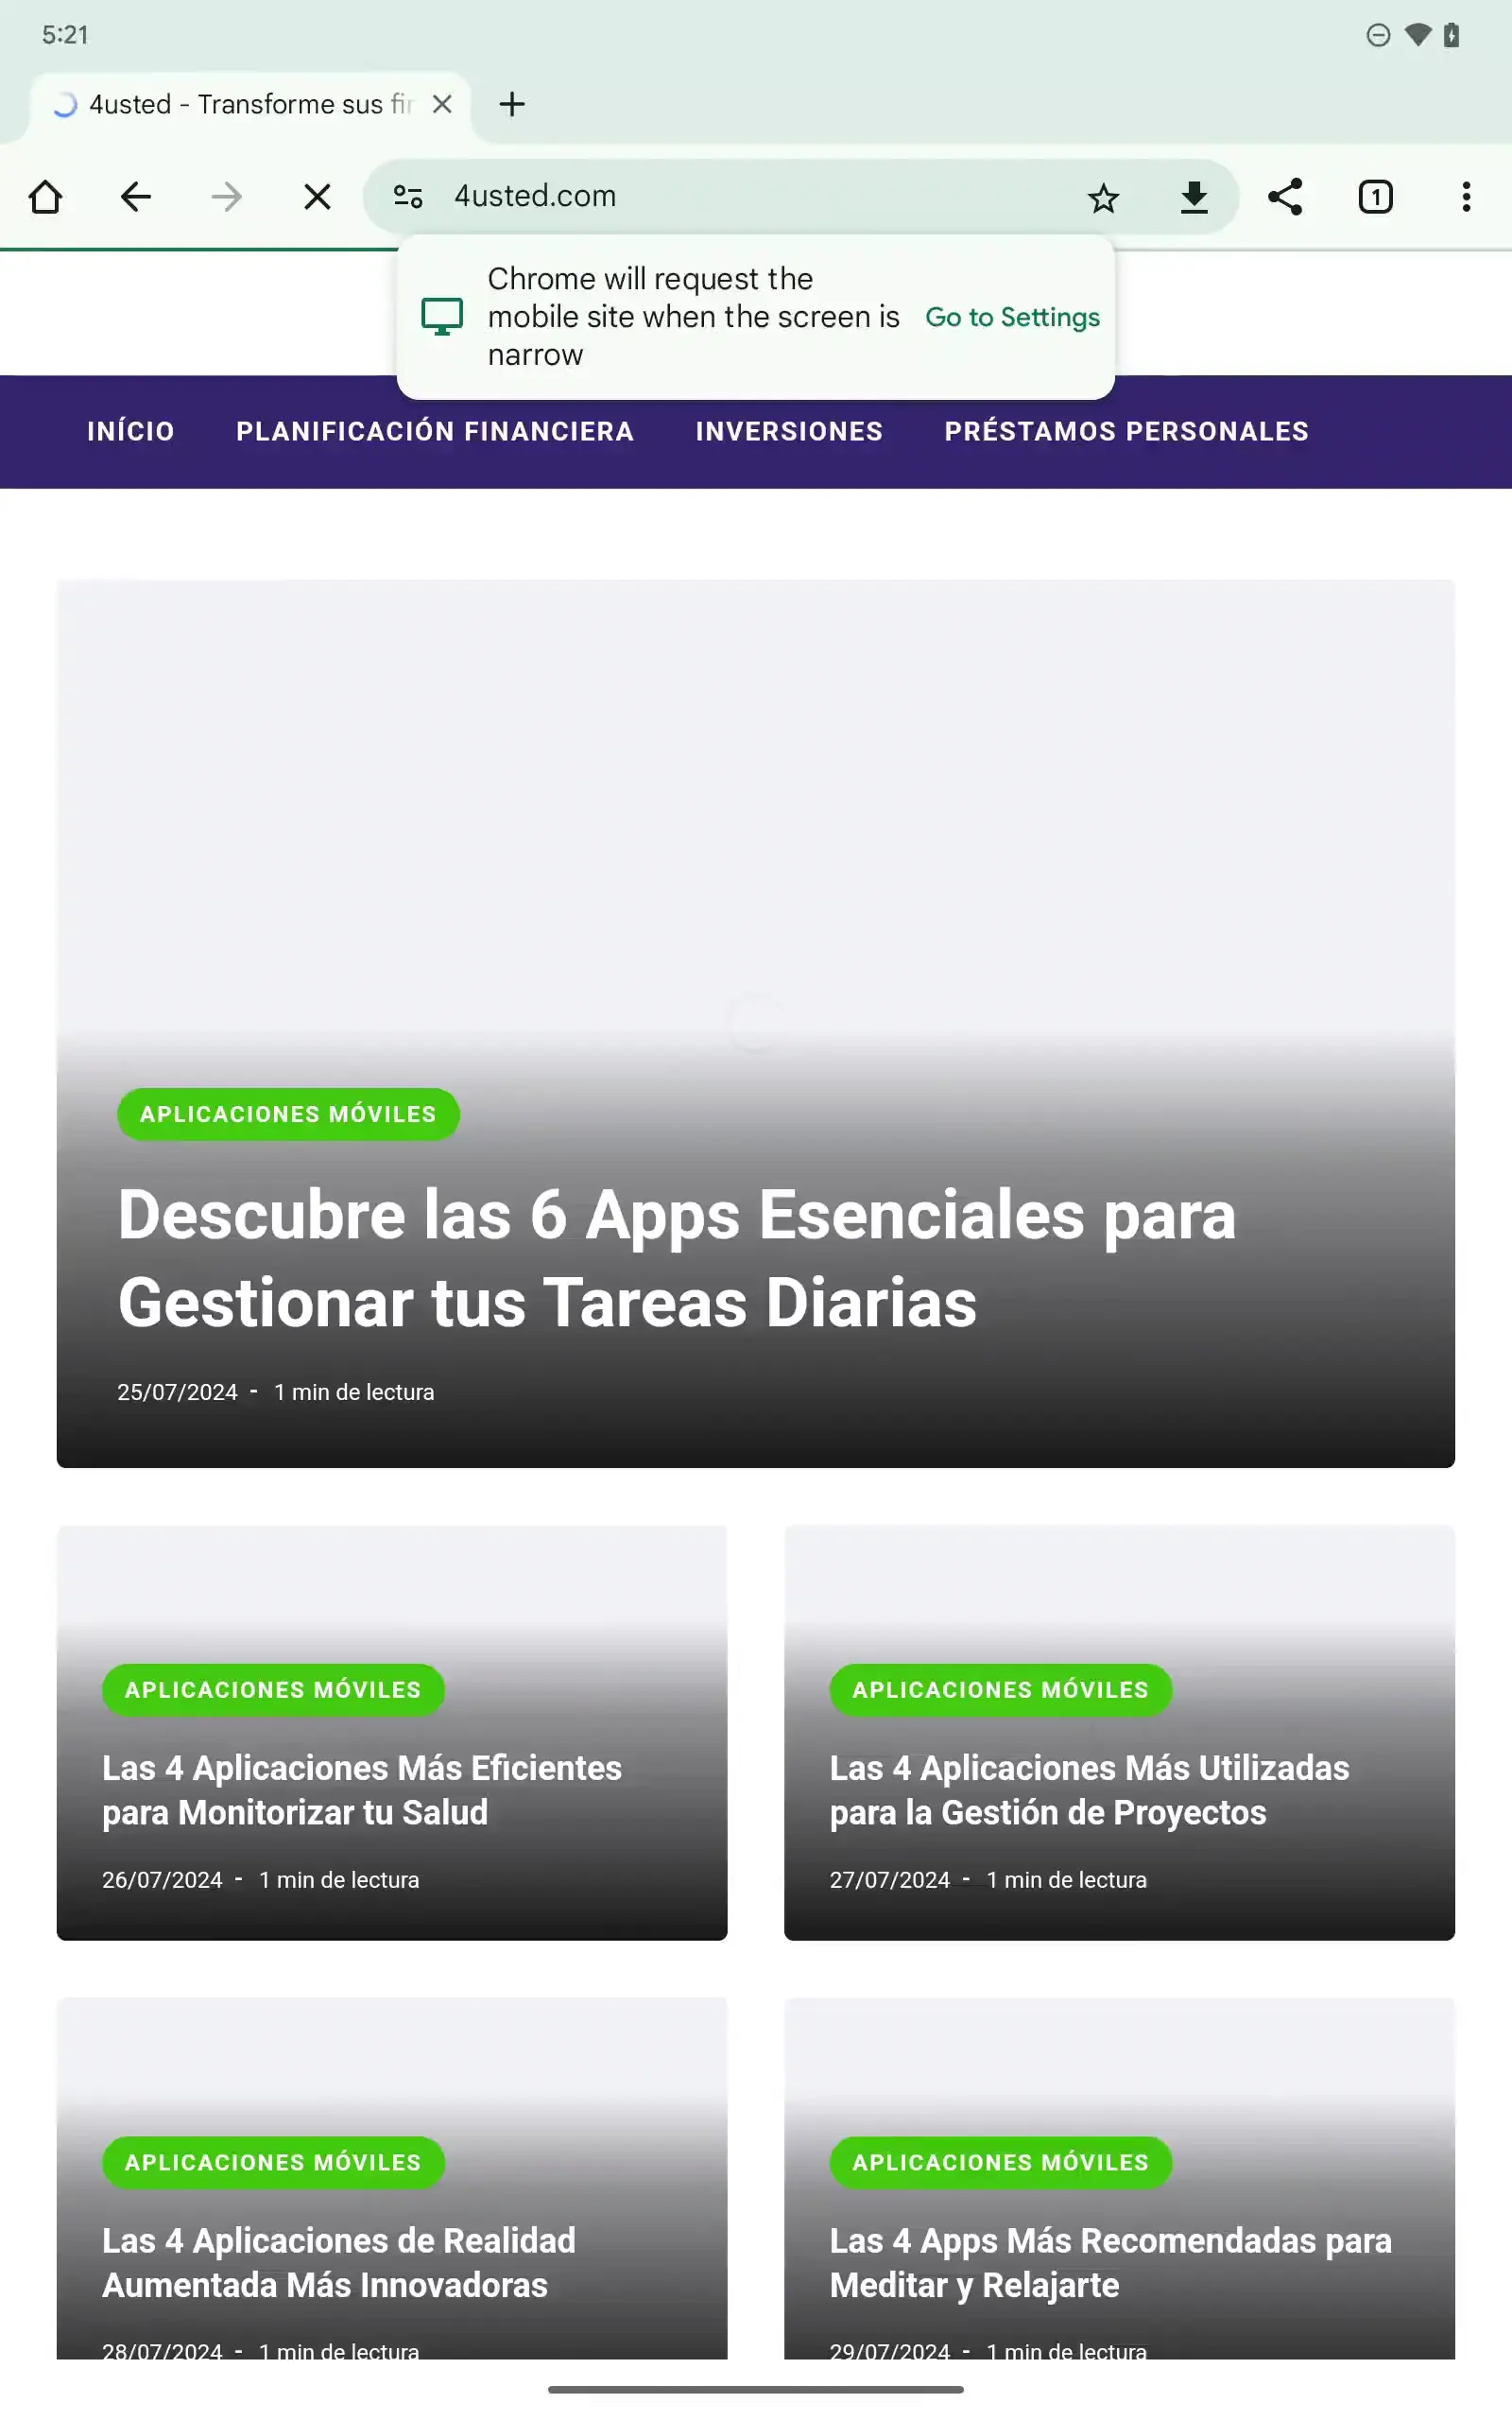 5:21
4usted - Transforme sus fin
4usted.com
1
Chrome will request the
mobile site when the screen is
narrow
Go to Settings
INÍCIO
PLANIFICACIÓN FINANCIERA
INVERSIONES
PRÉSTAMOS PERSONALES
APLICACIONES MÓVILES
Descubre las 6 Apps Esenciales para
Gestionar tus Tareas Diarias
25/07/2024 - 1 min de lectura
APLICACIONES MÓVILES
Las 4 Aplicaciones Más Eficientes
para Monitorizar tu Salud
26/07/2024 - 1 min de lectura
APLICACIONES MÓVILES
Las 4 Aplicaciones Más Utilizadas
para la Gestión de Proyectos
27/07/2024 - 1 min de lectura
APLICACIONES MÓVILES
Las 4 Aplicaciones de Realidad
Aumentada Más Innovadoras
28/07/2024 - 1 min de lectura
APLICACIONES MÓVILES
Las 4 Apps Más Recomendadas para
Meditar y Relajarte
29/07/2024 - 1 min de lectura